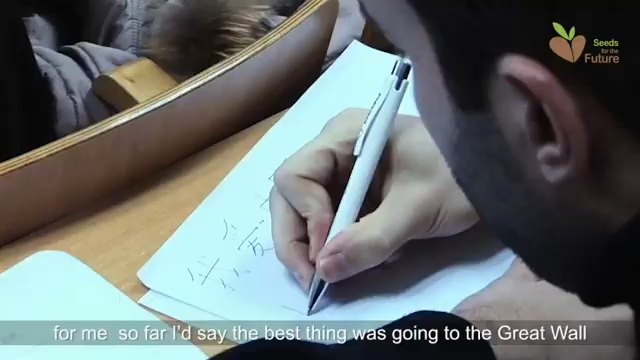 Seeds
for the
Future
for me so far I'd say the best thing was going to the Great Wall